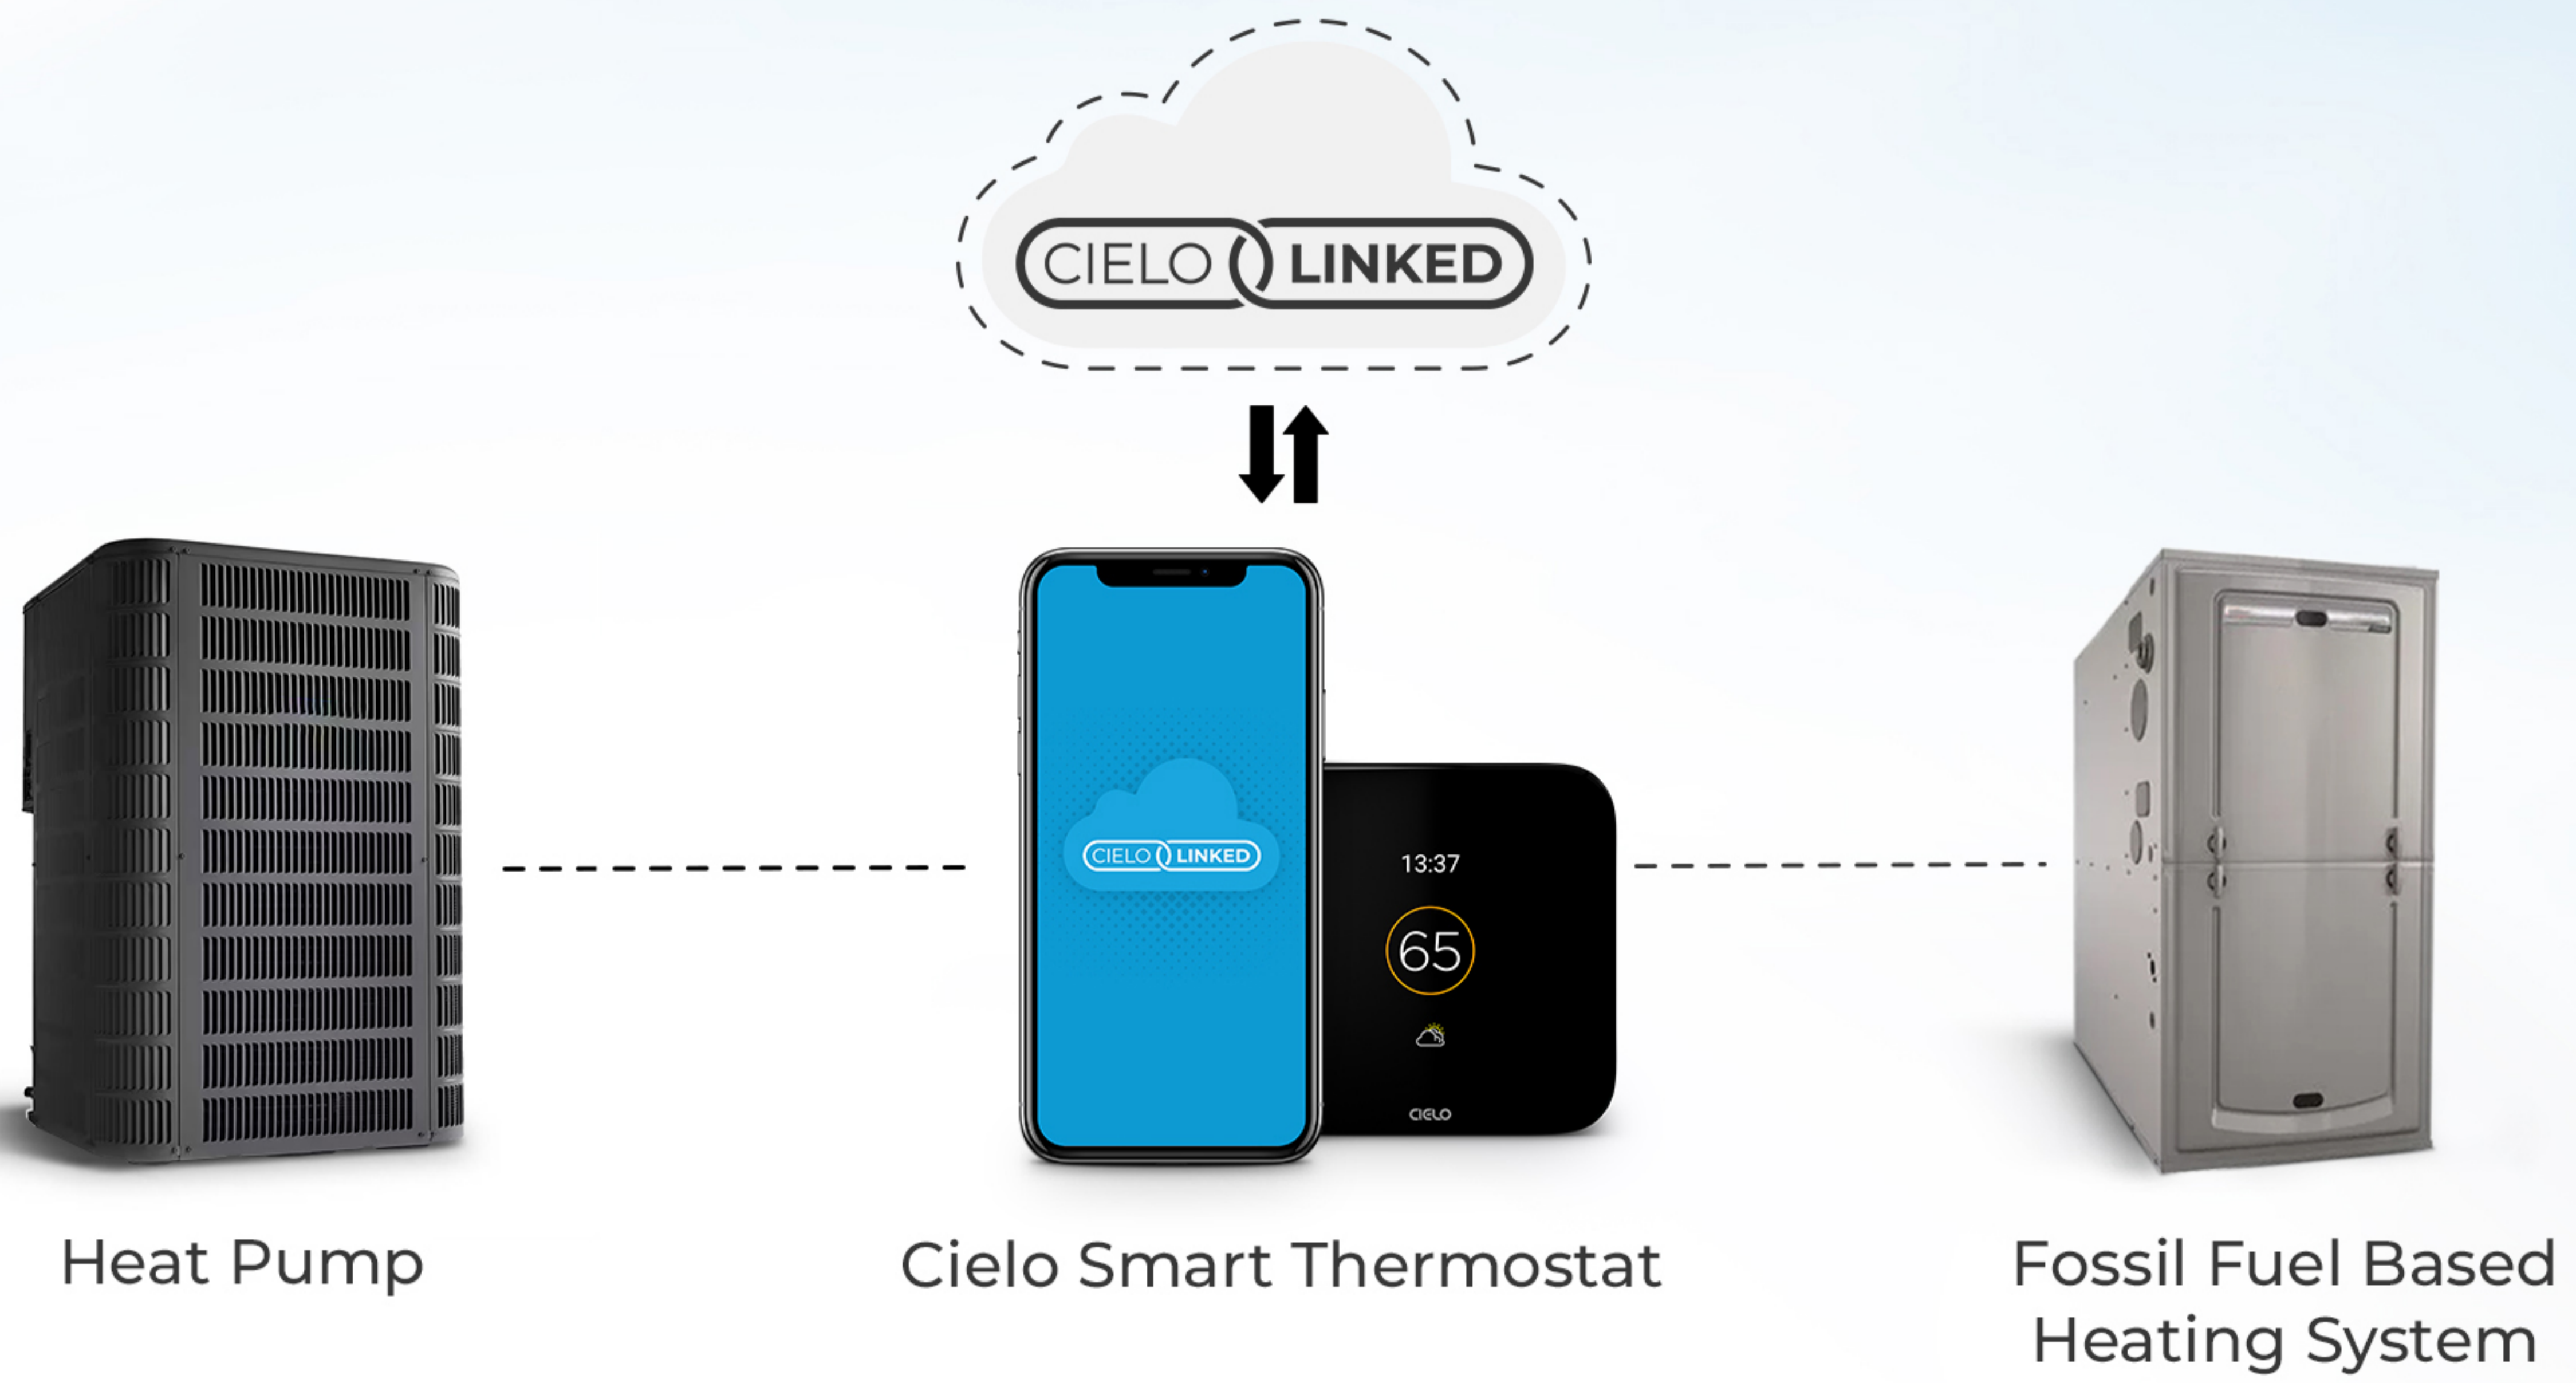 CIELO LINKED
CIELO LINKED
13:37
65
CIELO
Heat Pump
Cielo Smart Thermostat
Fossil Fuel Based
Heating System